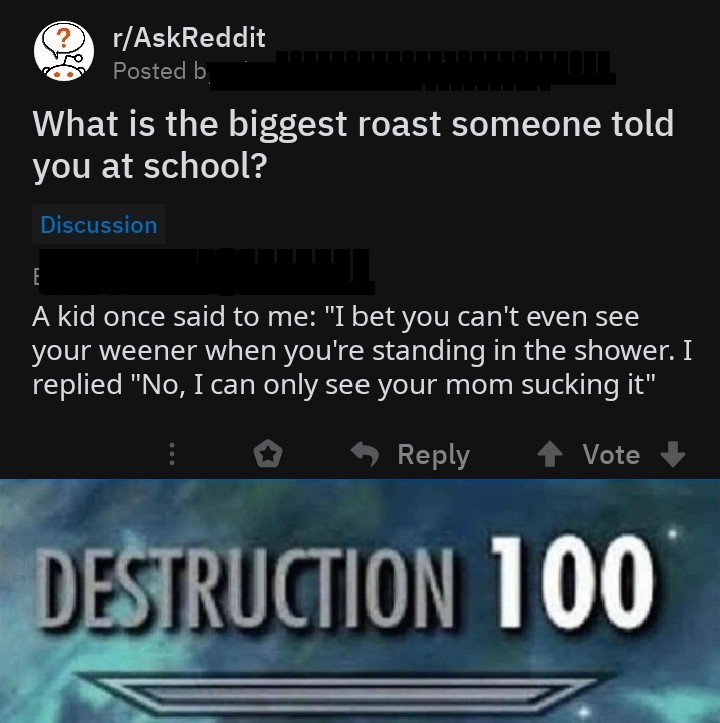 r/AskReddit
Posted b
What is the biggest roast someone told
you at school?
Discussion
A kid once said to me: "I bet you can't even see
your weener when you're standing in the shower. I
replied "No, I can only see your mom sucking it"
Reply Vote
DESTRUCTION 100